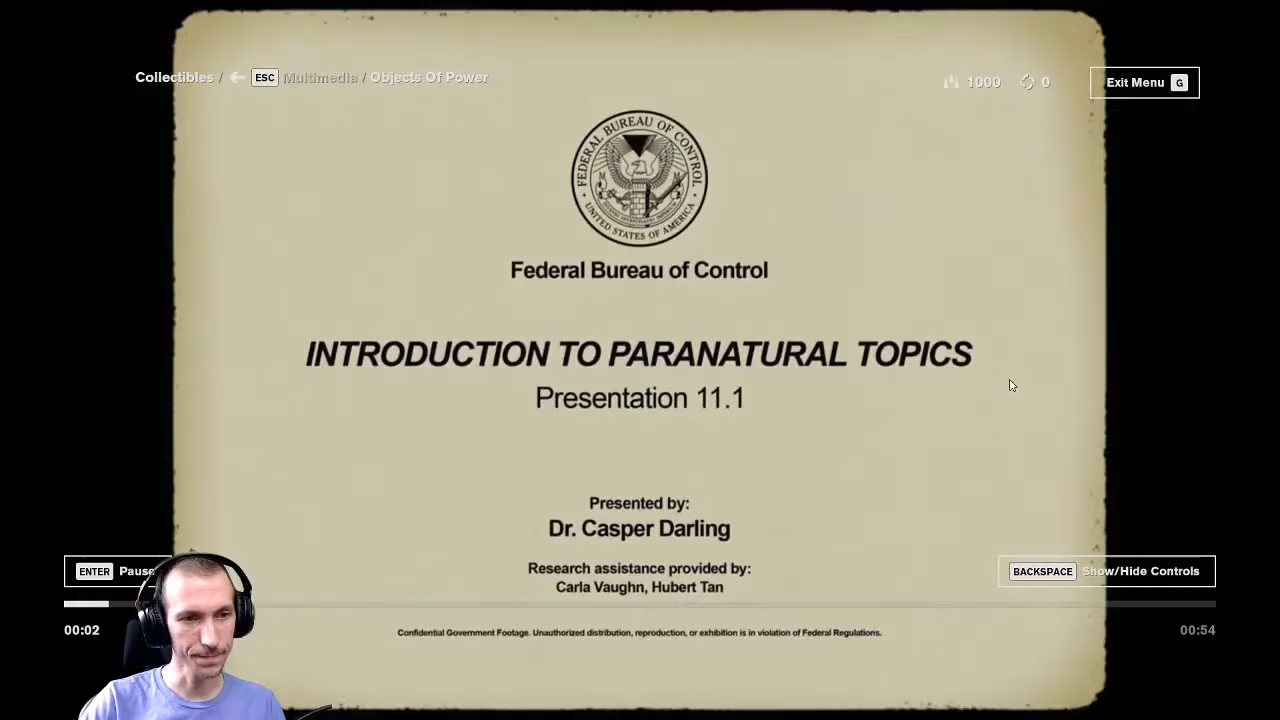 Collectibles / ESC Multimedia / Objects Of Power
1000 0
Exit Menu G
FEDERAL BUREAU OF CONTROL
UNITED STATES OF AMERICA
Federal Bureau of Control
INTRODUCTION TO PARANATURAL TOPICS
Presentation 11.1
Presented by:
Dr. Casper Darling
Research assistance provided by:
Carla Vaughn, Hubert Tan
ENTER Pause
BACKSPACE Show/Hide Controls
00:02
00:54
Confidential Government Footage. Unauthorized distribution, reproduction, or exhibition is in violation of Federal Regulations.